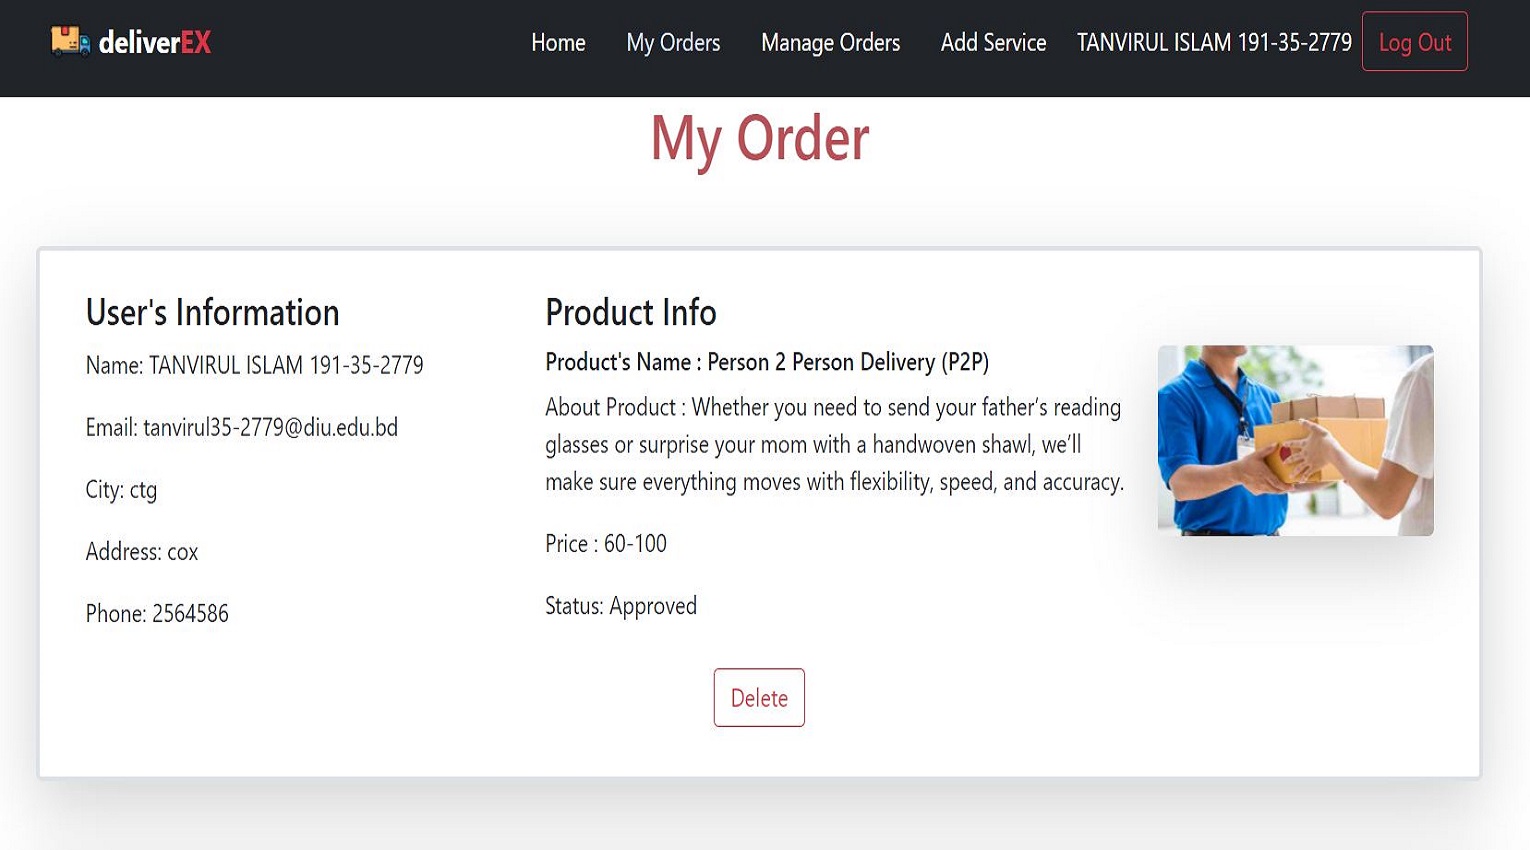 deliverEX
Home
My Orders
Manage Orders
Add Service
TANVIRUL ISLAM 191-35-2779
Log Out
My Order
User's Information
Name: TANVIRUL ISLAM 191-35-2779
Email: tanvirul35-2779@diu.edu.bd
City: ctg
Address: cox
Phone: 2564586
Product Info
Product's Name : Person 2 Person Delivery (P2P)
About Product : Whether you need to send your father’s reading
glasses or surprise your mom with a handwoven shawl, we’ll
make sure everything moves with flexibility, speed, and accuracy.
Price : 60-100
Status: Approved
Delete